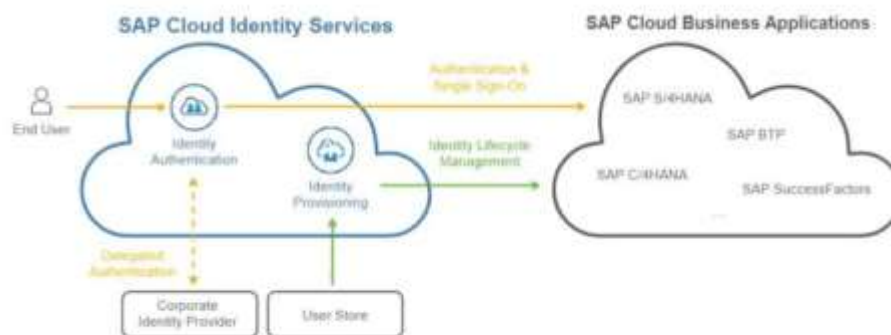 SAP Cloud Identity Services
SAP Cloud Business Applications
End User
Identity
Authentication
Authentication &
Single Sign-On
SAP S/4HANA
SAP BTP
Identity Lifecycle
Management
Identity
Provisioning
SAP C/4HANA
SAP SuccessFactors
...
Delegated
Authentication
Corporate
Identity Provider
User Store